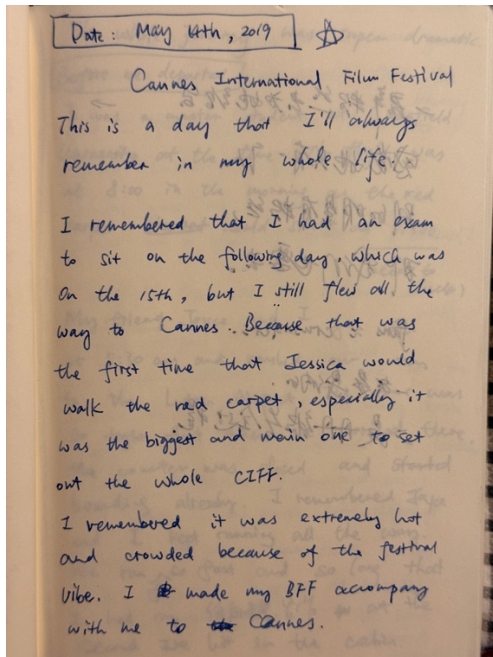 Date: May 14th, 2019
Cannes International Film Festival
This is a day that I'll always
remember in my whole life.
I remembered that I had an exam
to sit on the following day, which was
on the 15th, but I still flew all the
way to Cannes. Because that was
the first time that Jessica would
walk the rad carpet, especially it
was the biggest and main one to set
out the whole CIFF.
I remembered it was extremely hot
and crowded because of the festival
vibe. I made my BFF accompany
with me to Cannes.